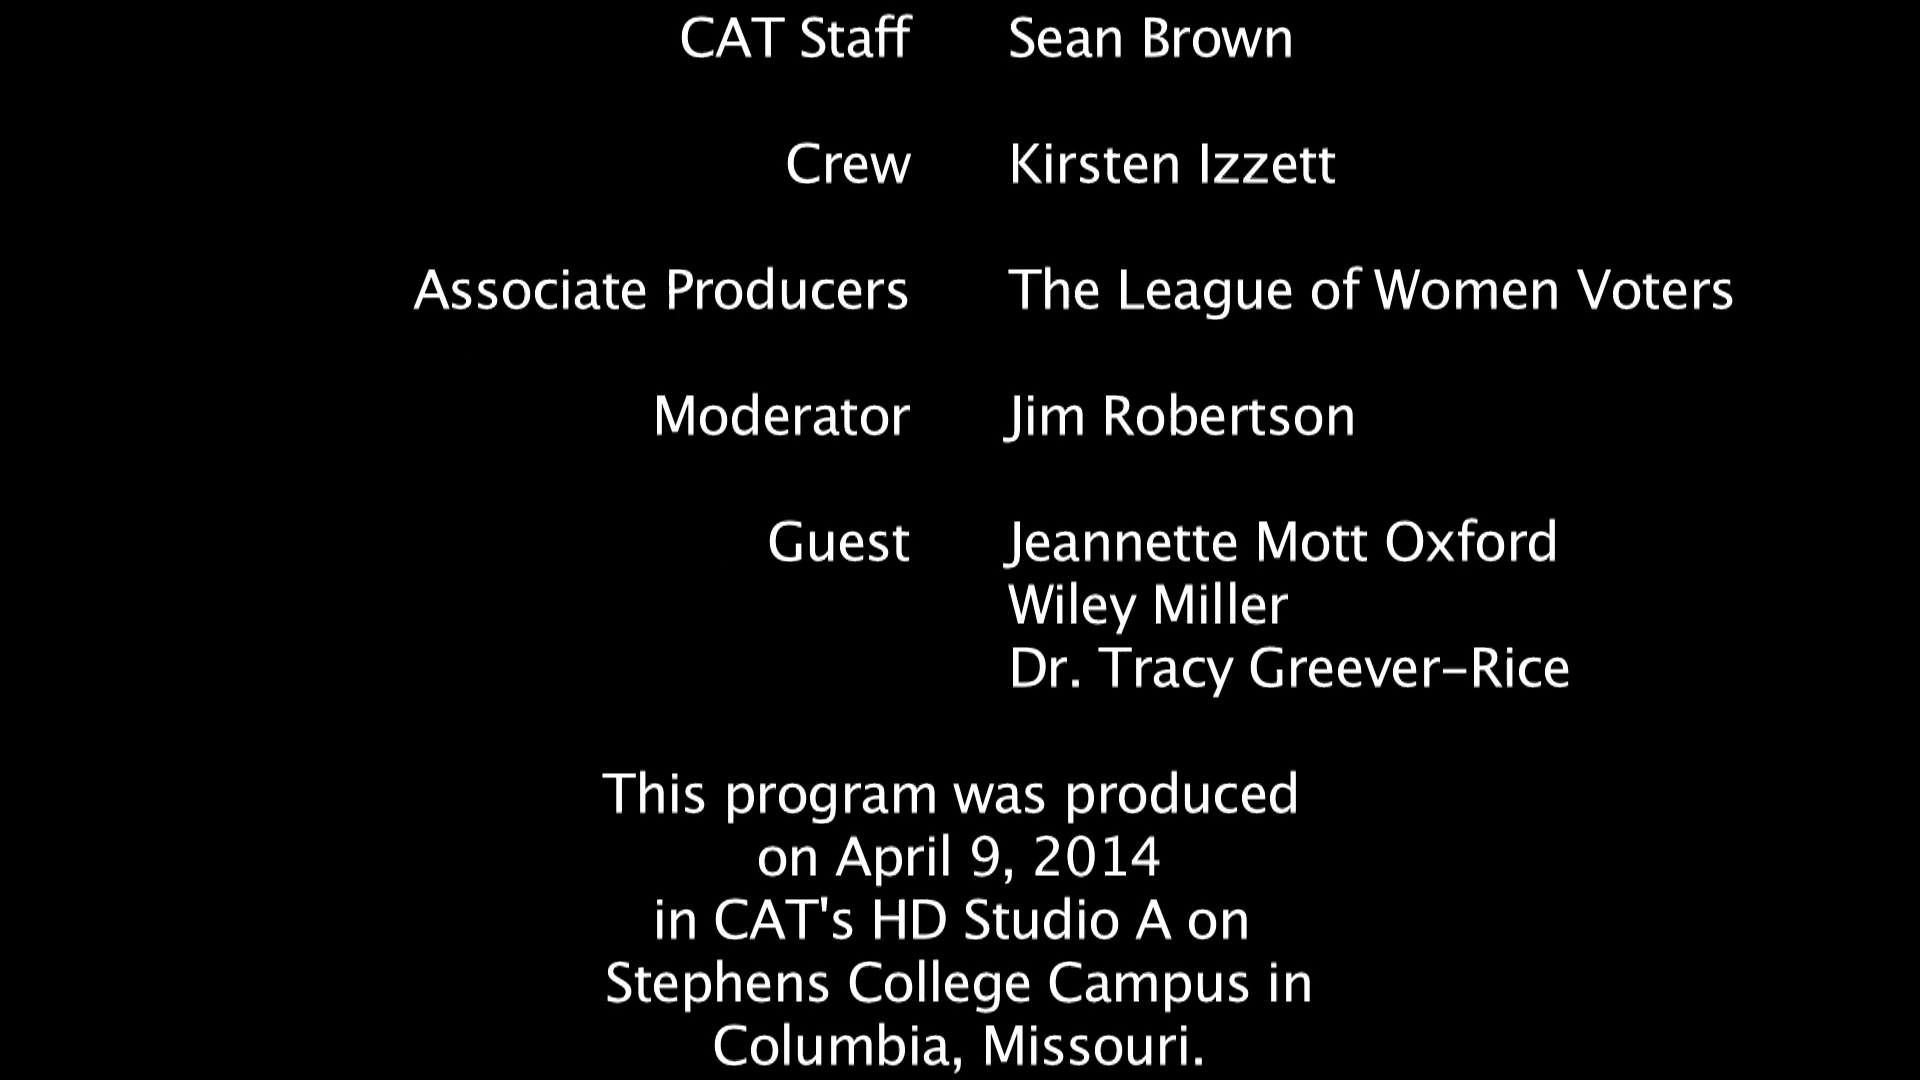 CAT Staff Sean Brown
Crew Kirsten Izzett
Associate Producers The League of Women Voters
Moderator Jim Robertson
Guest Jeannette Mott Oxford
Wiley Miller
Dr. Tracy Greever-Rice
This program was produced
on April 9, 2014
in CAT's HD Studio A on
Stephens College Campus in
Columbia, Missouri.